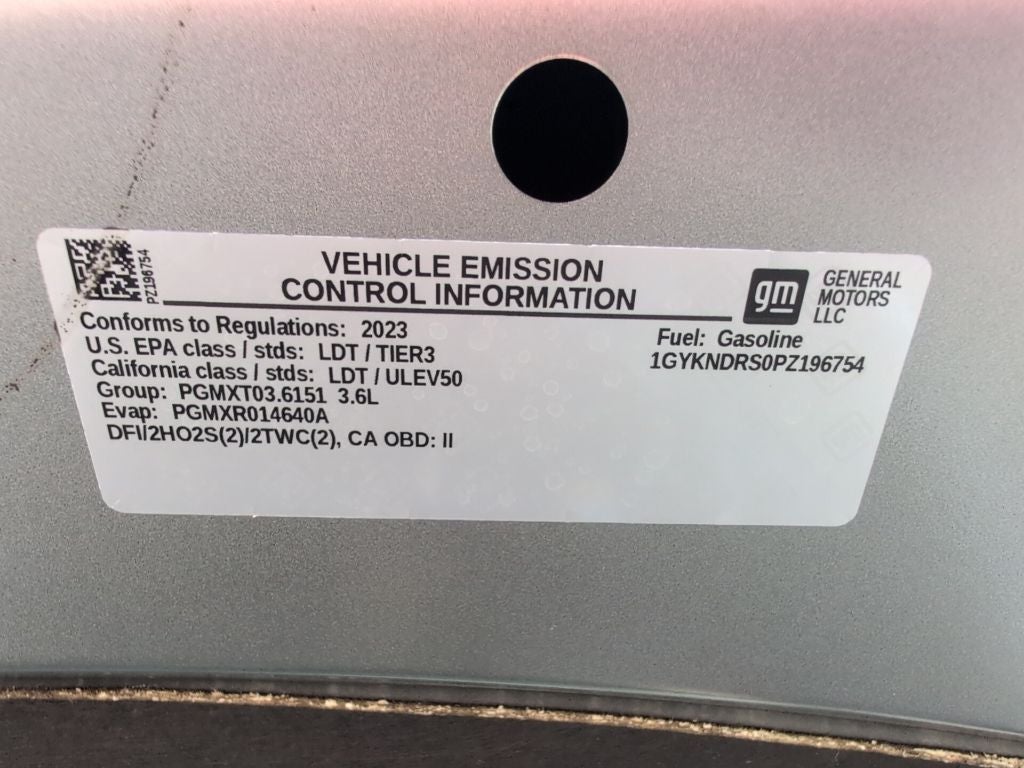 PZ196754
VEHICLE EMISSION
CONTROL INFORMATION
gm
GENERAL
MOTORS
LLC
Conforms to Regulations: 2023
U.S. EPA class / stds: LDT / TIER3
California class / stds: LDT / ULEV50
Group: PGMXT03.6151 3.6L
Evap: PGMXR014640A
DFI/2HO2S(2)/2TWC(2), CA OBD: II
Fuel: Gasoline
1GYKNDRS0PZ196754